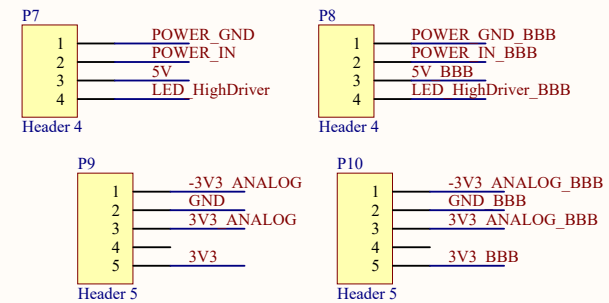 P7
1 POWER_GND
2 POWER_IN
3 5V
4 LED_HighDriver
Header 4
P8
1 POWER_GND_BBB
2 POWER_IN_BBB
3 5V_BBB
4 LED_HighDriver_BBB
Header 4
P9
1 -3V3_ANALOG
2 GND
3 3V3_ANALOG
4
5 3V3
Header 5
P10
1 -3V3_ANALOG_BBB
2 GND_BBB
3 3V3_ANALOG_BBB
4
5 3V3_BBB
Header 5